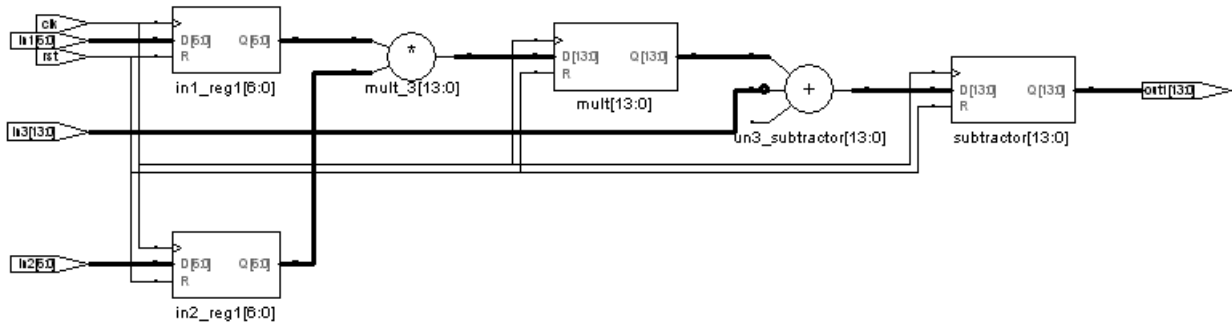 clk
in1[6:0]
rst
D[6:0] Q[6:0]
R
in1_reg1[6:0]
*
mult_3[13:0]
D[13:0] Q[13:0]
R
mult[13:0]
in3[13:0]
+
un3_subtractor[13:0]
D[13:0] Q[13:0]
R
subtractor[13:0]
out1[13:0]
in2[6:0]
D[6:0] Q[6:0]
R
in2_reg1[6:0]